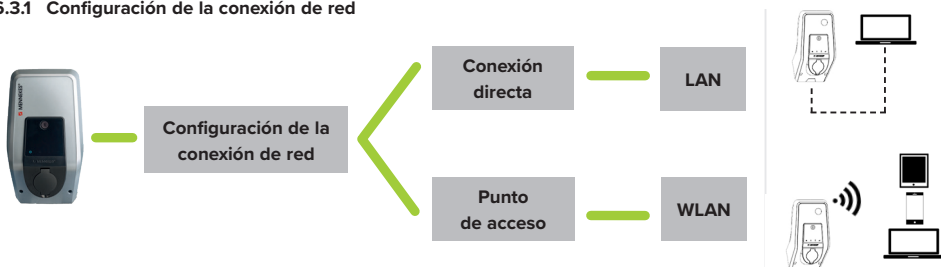 6.3.1 Configuración de la conexión de red
MENNEKES
Configuración de la
conexión de red
Conexión
directa
LAN
Punto
de acceso
WLAN